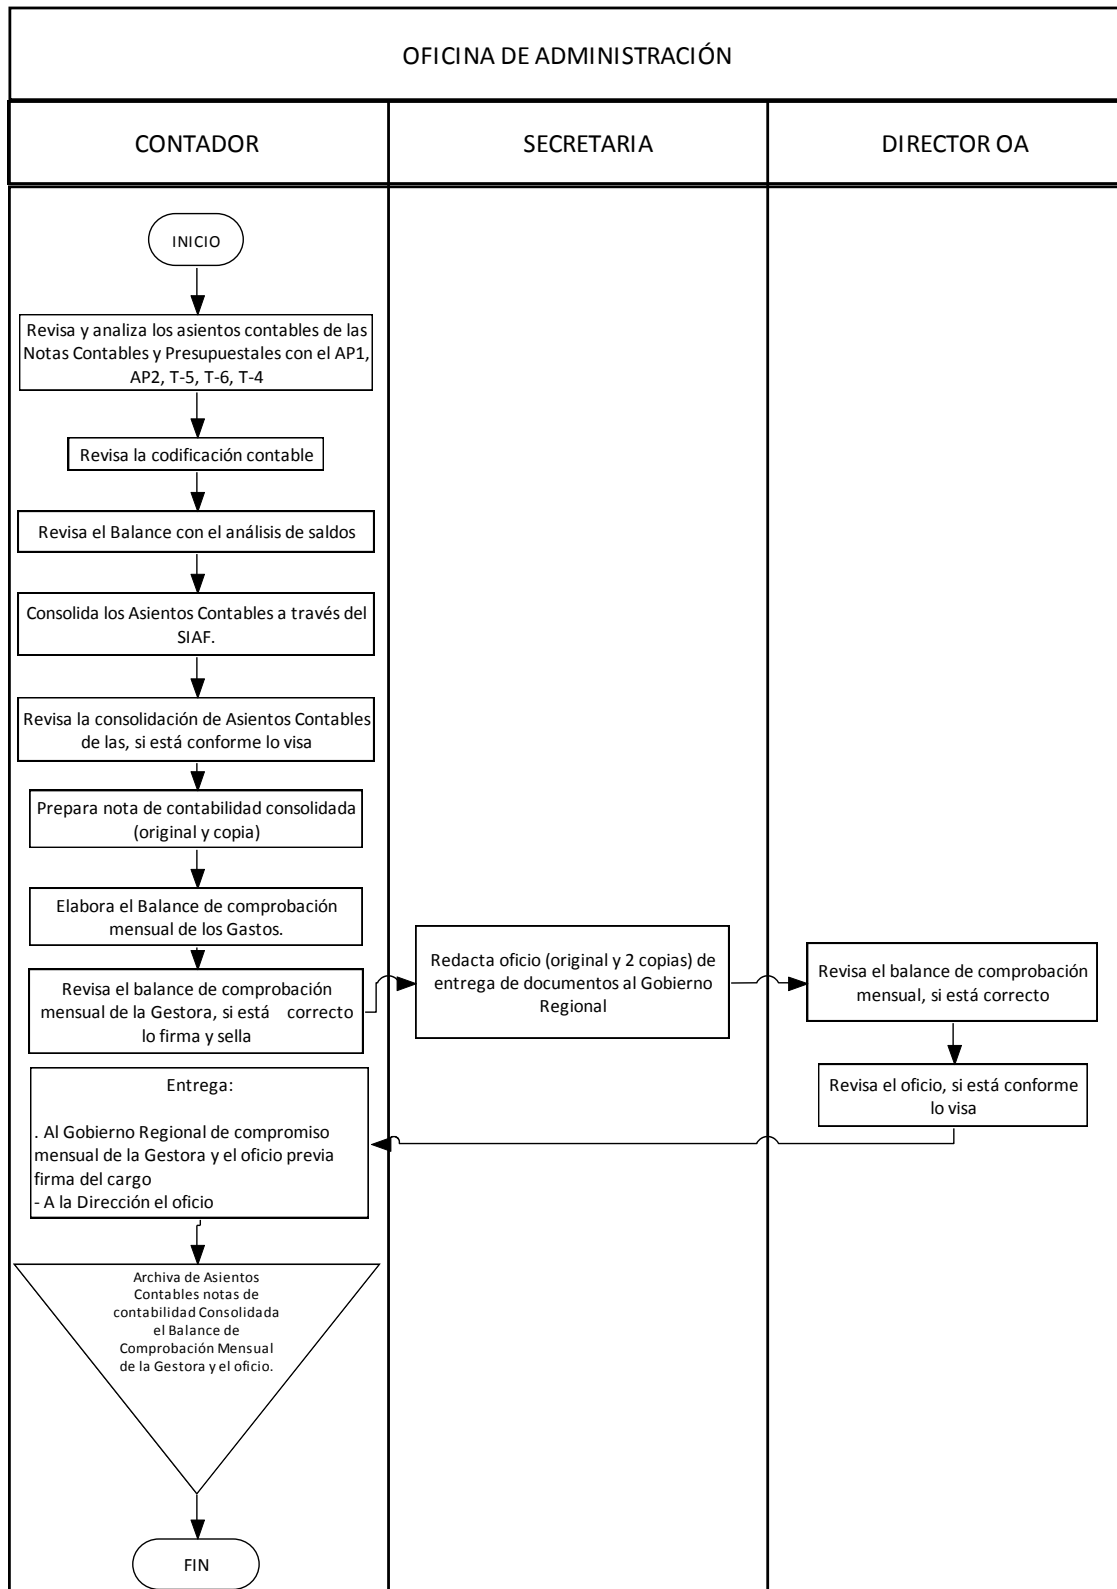 OFICINA DE ADMINISTRACIÓN
CONTADOR
SECRETARIA
DIRECTOR OA
INICIO
Revisa y analiza los asientos contables de las
Notas Contables y Presupuestales con el AP1,
AP2, T-5, T-6, T-4
Revisa la codificación contable
Revisa el Balance con el análisis de saldos
Consolida los Asientos Contables a través del
SIAF.
Revisa la consolidación de Asientos Contables
de las, si está conforme lo visa
Prepara nota de contabilidad consolidada
(original y copia)
Elabora el Balance de comprobación
mensual de los Gastos.
Revisa el balance de comprobación
mensual de la Gestora, si está correcto
lo firma y sella
Redacta oficio (original y 2 copias) de
entrega de documentos al Gobierno
Regional
Revisa el balance de comprobación
mensual, si está correcto
Revisa el oficio, si está conforme
lo visa
Entrega:
. Al Gobierno Regional de compromiso
mensual de la Gestora y el oficio previa
firma del cargo
- A la Dirección el oficio
Archiva de Asientos
Contables notas de
contabilidad Consolidada
el Balance de
Comprobación Mensual
de la Gestora y el oficio.
FIN